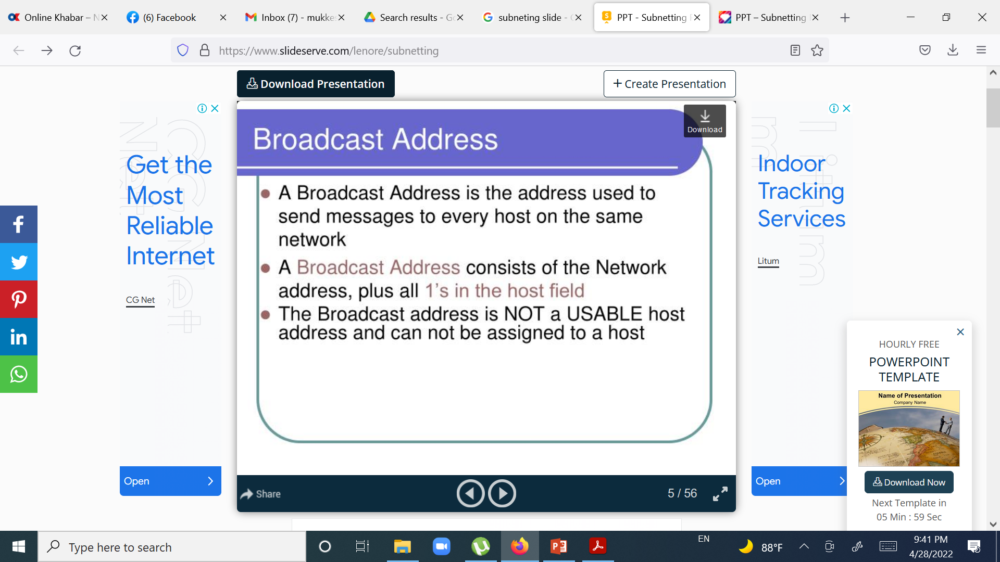 Online Khabar – N
(6) Facebook
Inbox (7) - mukke
Search results - Go
subneting slide -
PPT - Subnetting
PPT – Subnetting
https://www.slideserve.com/lenore/subnetting
Download Presentation
+ Create Presentation
Download
Broadcast Address
A Broadcast Address is the address used to
send messages to every host on the same
network
A Broadcast Address consists of the Network
address, plus all 1's in the host field
The Broadcast address is NOT a USABLE host
address and can not be assigned to a host
Share
5 / 56
CG Net
Get the
Most
Reliable
Internet
CG Net
Open
Litum
Indoor
Tracking
Services
Litum
Open
HOURLY FREE
POWERPOINT
TEMPLATE
Name of Presentation
Company Name
Download Now
Next Template in
05 Min : 59 Sec
Type here to search
EN
88°F
9:41 PM
4/28/2022